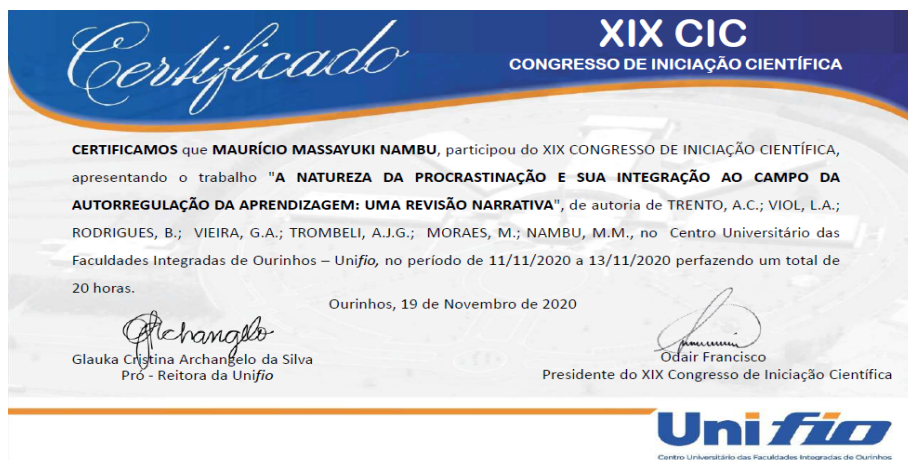 Certificado
XIX CIC
CONGRESSO DE INICIAÇÃO CIENTÍFICA
CERTIFICAMOS que MAURÍCIO MASSAYUKI NAMBU, participou do XIX CONGRESSO DE INICIAÇÃO CIENTÍFICA,
apresentando o trabalho "A NATUREZA DA PROCRASTINAÇÃO E SUA INTEGRAÇÃO AO CAMPO DA
AUTORREGULAÇÃO DA APRENDIZAGEM: UMA REVISÃO NARRATIVA", de autoria de TRENTO, A.C.; VIOL, L.A.;
RODRIGUES, B.; VIEIRA, G.A.; TROMBELI, A.J.G.; MORAES, M.; NAMBU, M.M., no Centro Universitário das
Faculdades Integradas de Ourinhos – Unifio, no período de 11/11/2020 a 13/11/2020 perfazendo um total de
20 horas.
Ourinhos, 19 de Novembro de 2020
Archangelo
Glauka Cristina Archangelo da Silva
Pró - Reitora da Unifio
Odair Francisco
Presidente do XIX Congresso de Iniciação Científica
Unifio
Centro Universitário das Faculdades Integradas de Ourinhos